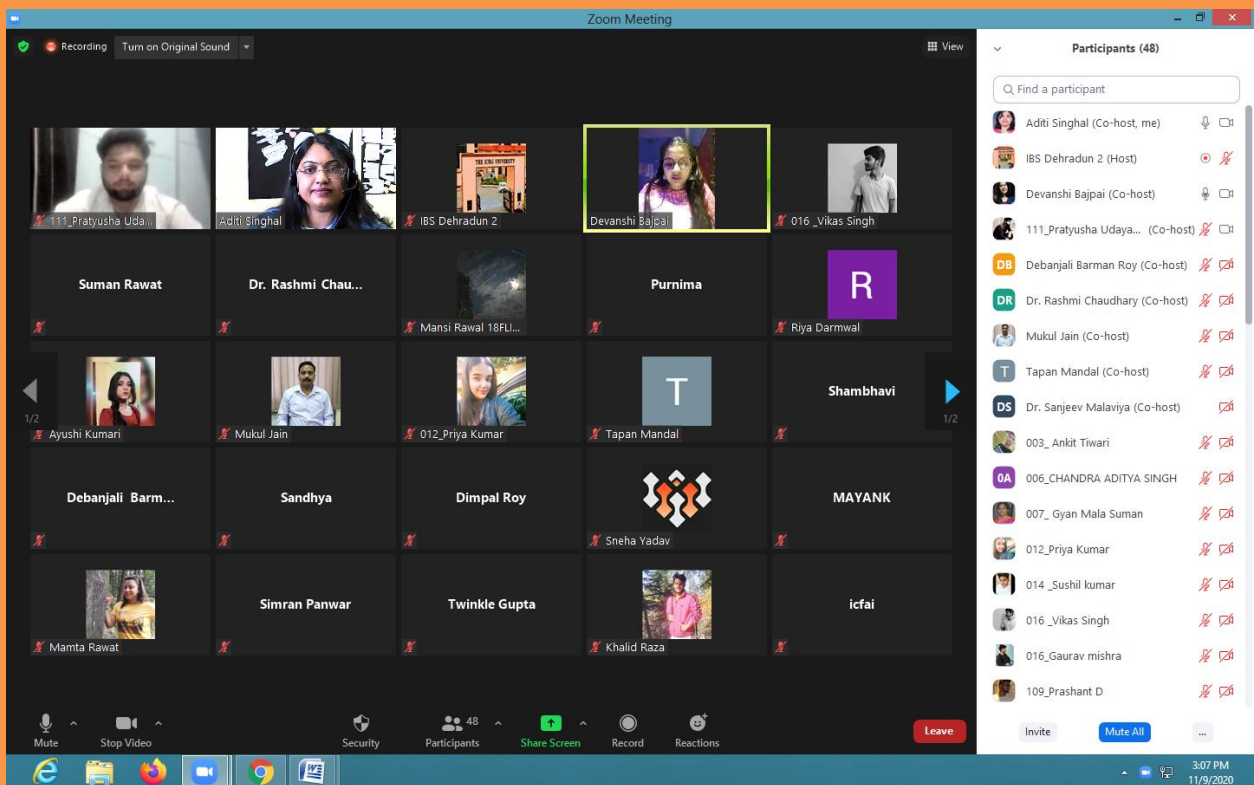 Zoom Meeting
Recording Turn on Original Sound View
111_Pratyusha Uda... Aditi Singhal IBS Dehradun 2 Devanshi Bajpai 016 _Vikas Singh
Suman Rawat Dr. Rashmi Chau... Mansi Rawal 18FLI... Purnima R Riya Darmwal
1/2 Ayushi Kumari Mukul Jain 012_Priya Kumar T Tapan Mandal Shambhavi 1/2
Debanjali Barm... Sandhya Dimpal Roy Sneha Yadav MAYANK
Mamta Rawat Simran Panwar Twinkle Gupta Khalid Raza icfai
Mute Stop Video Security 48 Participants Share Screen Record Reactions Leave
Participants (48)
Find a participant
Aditi Singhal (Co-host, me)
IBS Dehradun 2 (Host)
Devanshi Bajpai (Co-host)
111_Pratyusha Udaya... (Co-host)
DB Debanjali Barman Roy (Co-host)
DR Dr. Rashmi Chaudhary (Co-host)
Mukul Jain (Co-host)
T Tapan Mandal (Co-host)
DS Dr. Sanjeev Malaviya (Co-host)
003_ Ankit Tiwari
0A 006_CHANDRA ADITYA SINGH
007_ Gyan Mala Suman
012_Priya Kumar
014 _Sushil kumar
016 _Vikas Singh
016_Gaurav mishra
109_Prashant D
Invite Mute All ...
3:07 PM
11/9/2020